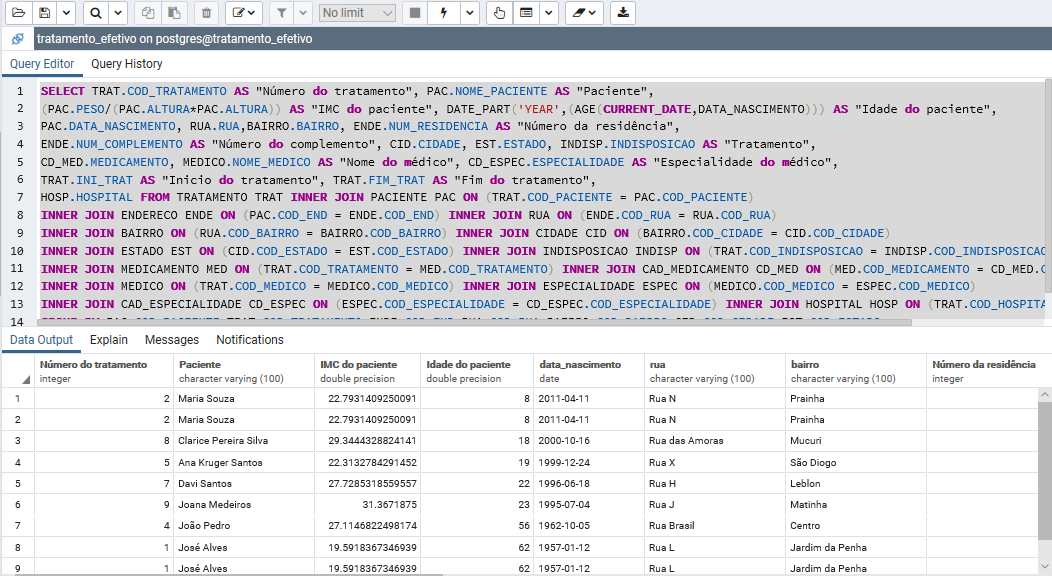 No limit
tratamento_efetivo on postgres@tratamento_efetivo
Query Editor Query History
1 SELECT TRAT.COD_TRATAMENTO AS "Número do tratamento", PAC.NOME_PACIENTE AS "Paciente",
2 (PAC.PESO/(PAC.ALTURA*PAC.ALTURA)) AS "IMC do paciente", DATE_PART('YEAR',(AGE(CURRENT_DATE,DATA_NASCIMENTO))) AS "Idade do paciente",
3 PAC.DATA_NASCIMENTO, RUA.RUA,BAIRRO.BAIRRO, ENDE.NUM_RESIDENCIA AS "Número da residência",
4 ENDE.NUM_COMPLEMENTO AS "Número do complemento", CID.CIDADE, EST.ESTADO, INDISP.INDISPOSICAO AS "Tratamento",
5 CD_MED.MEDICAMENTO, MEDICO.NOME_MEDICO AS "Nome do médico", CD_ESPEC.ESPECIALIDADE AS "Especialidade do médico",
6 TRAT.INI_TRAT AS "Inicio do tratamento", TRAT.FIM_TRAT AS "Fim do tratamento",
7 HOSP.HOSPITAL FROM TRATAMENTO TRAT INNER JOIN PACIENTE PAC ON (TRAT.COD_PACIENTE = PAC.COD_PACIENTE)
8 INNER JOIN ENDERECO ENDE ON (PAC.COD_END = ENDE.COD_END) INNER JOIN RUA ON (ENDE.COD_RUA = RUA.COD_RUA)
9 INNER JOIN BAIRRO ON (RUA.COD_BAIRRO = BAIRRO.COD_BAIRRO) INNER JOIN CIDADE CID ON (BAIRRO.COD_CIDADE = CID.COD_CIDADE)
10 INNER JOIN ESTADO EST ON (CID.COD_ESTADO = EST.COD_ESTADO) INNER JOIN INDISPOSICAO INDISP ON (TRAT.COD_INDISPOSICAO = INDISP.COD_INDISPOSICAO
11 INNER JOIN MEDICAMENTO MED ON (TRAT.COD_TRATAMENTO = MED.COD_TRATAMENTO) INNER JOIN CAD_MEDICAMENTO CD_MED ON (MED.COD_MEDICAMENTO = CD_MED.C
12 INNER JOIN MEDICO ON (TRAT.COD_MEDICO = MEDICO.COD_MEDICO) INNER JOIN ESPECIALIDADE ESPEC ON (MEDICO.COD_MEDICO = ESPEC.COD_MEDICO)
13 INNER JOIN CAD_ESPECIALIDADE CD_ESPEC ON (ESPEC.COD_ESPECIALIDADE = CD_ESPEC.COD_ESPECIALIDADE) INNER JOIN HOSPITAL HOSP ON (TRAT.COD_HOSPITA
14
Data Output Explain Messages Notifications
Número do tratamento Paciente IMC do paciente Idade do paciente data_nascimento rua bairro Número da residência
integer character varying (100) double precision double precision date character varying (100) character varying (100) integer
1 2 Maria Souza 22.7931409250091 8 2011-04-11 Rua N Prainha
2 2 Maria Souza 22.7931409250091 8 2011-04-11 Rua N Prainha
3 8 Clarice Pereira Silva 29.3444328824141 18 2000-10-16 Rua das Amoras Mucuri
4 5 Ana Kruger Santos 22.3132784291452 19 1999-12-24 Rua X São Diogo
5 7 Davi Santos 27.7285318559557 22 1996-06-18 Rua H Leblon
6 9 Joana Medeiros 31.3671875 23 1995-07-04 Rua J Matinha
7 4 João Pedro 27.1146822498174 56 1962-10-05 Rua Brasil Centro
8 1 José Alves 19.5918367346939 62 1957-01-12 Rua L Jardim da Penha
9 1 José Alves 19.5918367346939 62 1957-01-12 Rua L Jardim da Penha